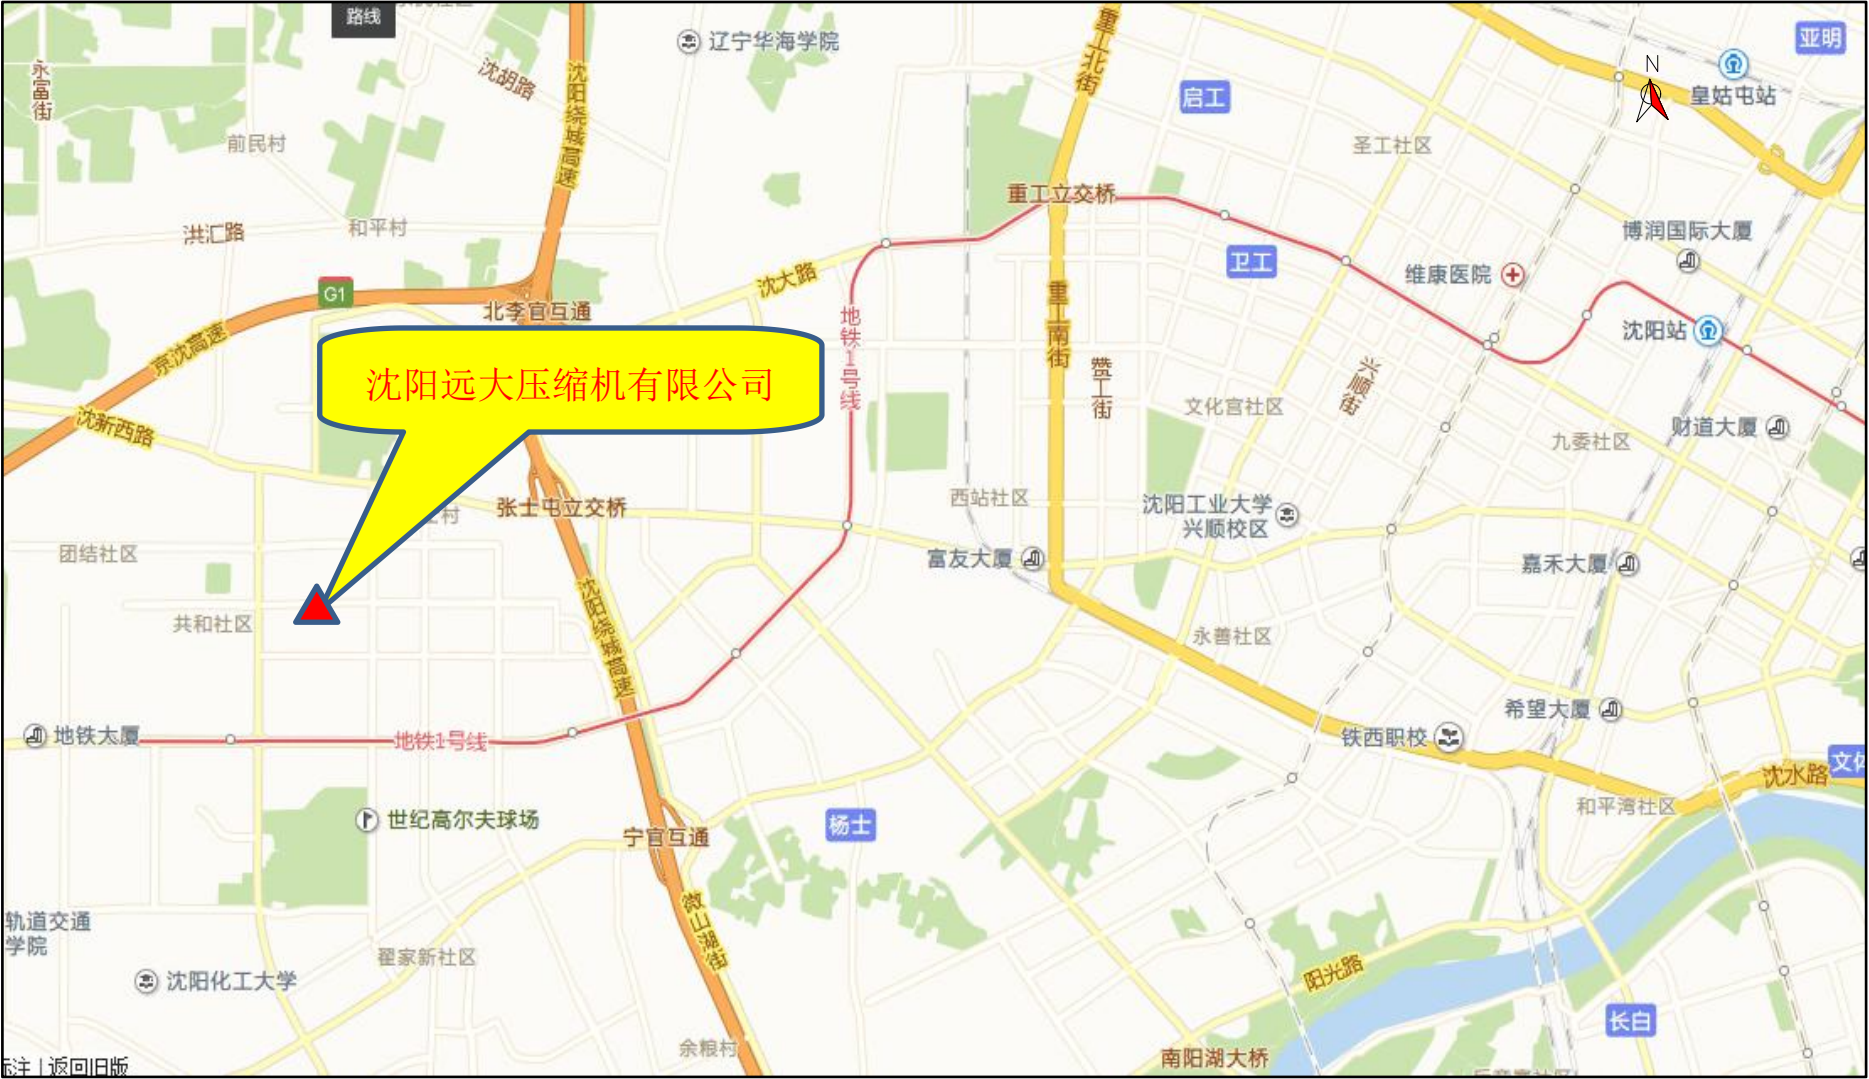 路线
辽宁华海学院
重工北街
亚明
N
皇姑屯站
永富街
沈胡路
沈阳绕城高速
启工
前民村
圣工社区
重工立交桥
洪汇路
和平村
博润国际大厦
卫工
维康医院
沈大路
G1
北李官互通
地铁1号线
重工南街
沈阳站
京沈高速
沈阳远大压缩机有限公司
赞工街
兴顺街
文化宫社区
财道大厦
沈新西路
九委社区
西站社区
张士屯立交桥
村
沈阳工业大学
兴顺校区
团结社区
富友大厦
嘉禾大厦
共和社区
沈阳绕城高速
永善社区
地铁大厦
地铁1号线
希望大厦
铁西职校
沈水路
文体
和平湾社区
世纪高尔夫球场
宁官互通
杨士
轨道交通
学院
微山湖街
翟家新社区
沈阳化工大学
阳光路
长白
余粮村
南阳湖大桥
标注 | 返回旧版